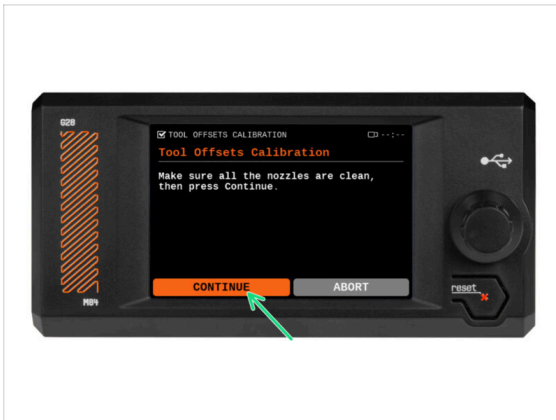 G28
TOOL OFFSETS CALIBRATION
--:--
Tool Offsets Calibration
Make sure all the nozzles are clean,
then press Continue.
CONTINUE
ABORT
reset
M84